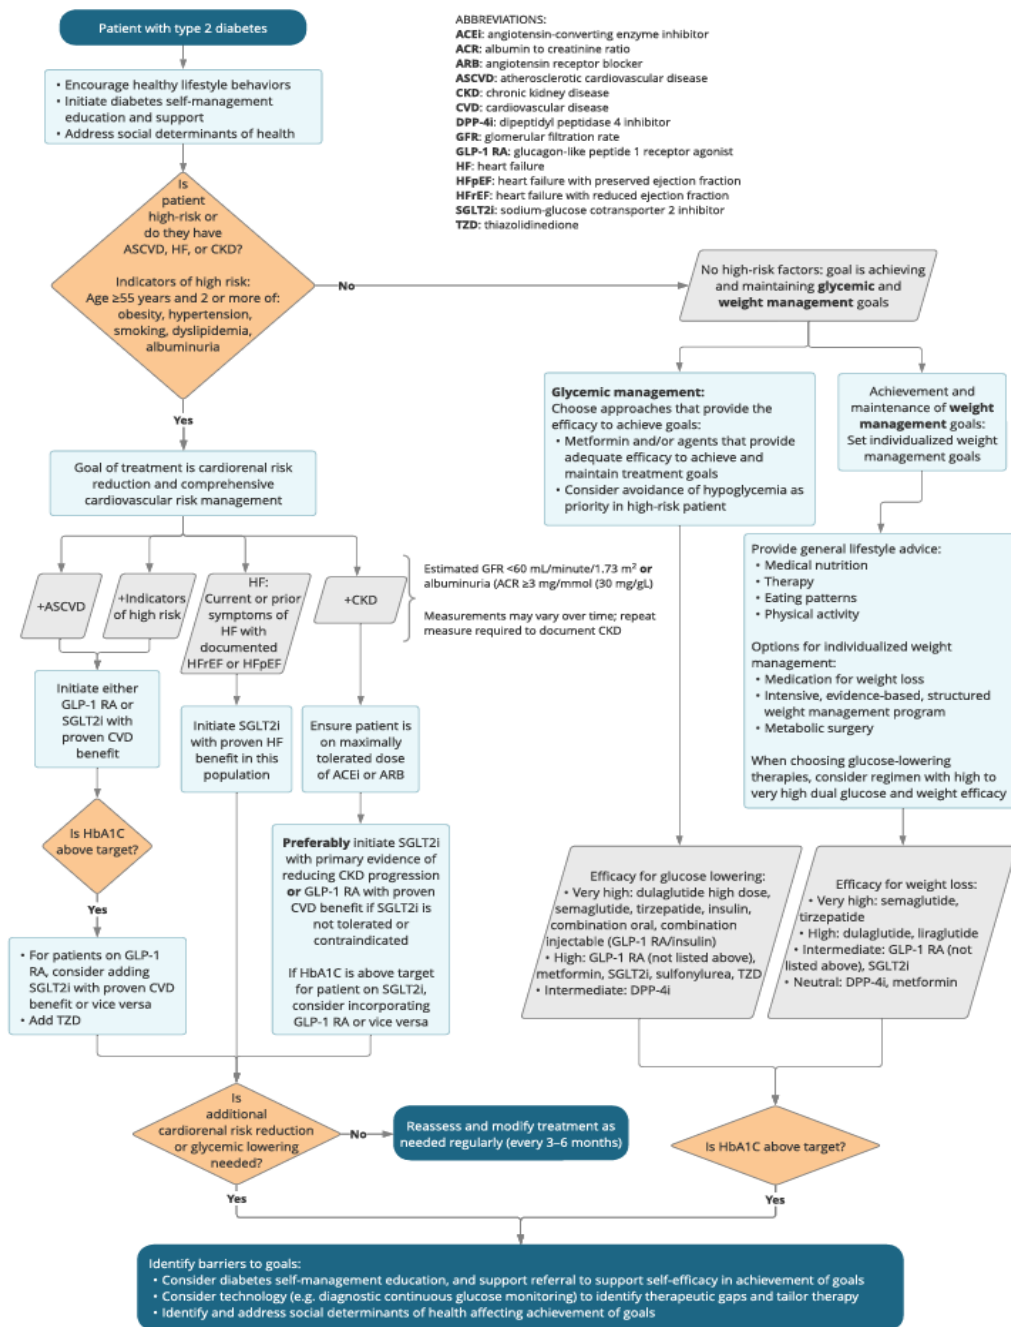 Patient with type 2 diabetes
ABBREVIATIONS:
ACEi: angiotensin-converting enzyme inhibitor
ACR: albumin to creatinine ratio
ARB: angiotensin receptor blocker
ASCVD: atherosclerotic cardiovascular disease
CKD: chronic kidney disease
CVD: cardiovascular disease
DPP-4i: dipeptidyl peptidase 4 inhibitor
GFR: glomerular filtration rate
GLP-1 RA: glucagon-like peptide 1 receptor agonist
HF: heart failure
HFpEF: heart failure with preserved ejection fraction
HFrEF: heart failure with reduced ejection fraction
SGLT2i: sodium-glucose cotransporter 2 inhibitor
TZD: thiazolidinedione
• Encourage healthy lifestyle behaviors
• Initiate diabetes self-management
education and support
• Address social determinants of health
Is
patient
high-risk or
do they have
ASCVD, HF, or CKD?
Indicators of high risk:
Age ≥55 years and 2 or more of:
obesity, hypertension,
smoking, dyslipidemia,
albuminuria
No
No high-risk factors: goal is achieving
and maintaining glycemic and
weight management goals
Yes
Goal of treatment is cardiorenal risk
reduction and comprehensive
cardiovascular risk management
Glycemic management:
Choose approaches that provide the
efficacy to achieve goals:
• Metformin and/or agents that provide
adequate efficacy to achieve and
maintain treatment goals
• Consider avoidance of hypoglycemia as
priority in high-risk patient
Achievement and
maintenance of weight
management goals:
Set individualized weight
management goals
+ASCVD
+Indicators
of high risk
HF:
Current or prior
symptoms of
HF with
documented
HFrEF or HFpEF
+CKD
Estimated GFR <60 mL/minute/1.73 m² or
albuminuria (ACR ≥3 mg/mmol (30 mg/gL)
Measurements may vary over time; repeat
measure required to document CKD
Provide general lifestyle advice:
• Medical nutrition
• Therapy
• Eating patterns
• Physical activity
Options for individualized weight
management:
• Medication for weight loss
• Intensive, evidence-based, structured
weight management program
• Metabolic surgery
When choosing glucose-lowering
therapies, consider regimen with high to
very high dual glucose and weight efficacy
Initiate either
GLP-1 RA or
SGLT2i with
proven CVD
benefit
Initiate SGLT2i
with proven HF
benefit in this
population
Ensure patient is
on maximally
tolerated dose
of ACEi or ARB
Is HbA1C
above target?
Yes
Preferably initiate SGLT2i
with primary evidence of
reducing CKD progression
or GLP-1 RA with proven
CVD benefit if SGLT2i is
not tolerated or
contraindicated
If HbA1C is above target
for patient on SGLT2i,
consider incorporating
GLP-1 RA or vice versa
• For patients on GLP-1
RA, consider adding
SGLT2i with proven CVD
benefit or vice versa
• Add TZD
Efficacy for glucose lowering:
• Very high: dulaglutide high dose,
semaglutide, tirzepatide, insulin,
combination oral, combination
injectable (GLP-1 RA/insulin)
• High: GLP-1 RA (not listed above),
metformin, SGLT2i, sulfonylurea, TZD
• Intermediate: DPP-4i
Efficacy for weight loss:
• Very high: semaglutide,
tirzepatide
• High: dulaglutide, liraglutide
• Intermediate: GLP-1 RA (not
listed above), SGLT2i
• Neutral: DPP-4i, metformin
Is
additional
cardiorenal risk reduction
or glycemic lowering
needed?
No
Reassess and modify treatment as
needed regularly (every 3–6 months)
Is HbA1C above target?
Yes
Yes
Identify barriers to goals:
• Consider diabetes self-management education, and support referral to support self-efficacy in achievement of goals
• Consider technology (e.g. diagnostic continuous glucose monitoring) to identify therapeutic gaps and tailor therapy
• Identify and address social determinants of health affecting achievement of goals